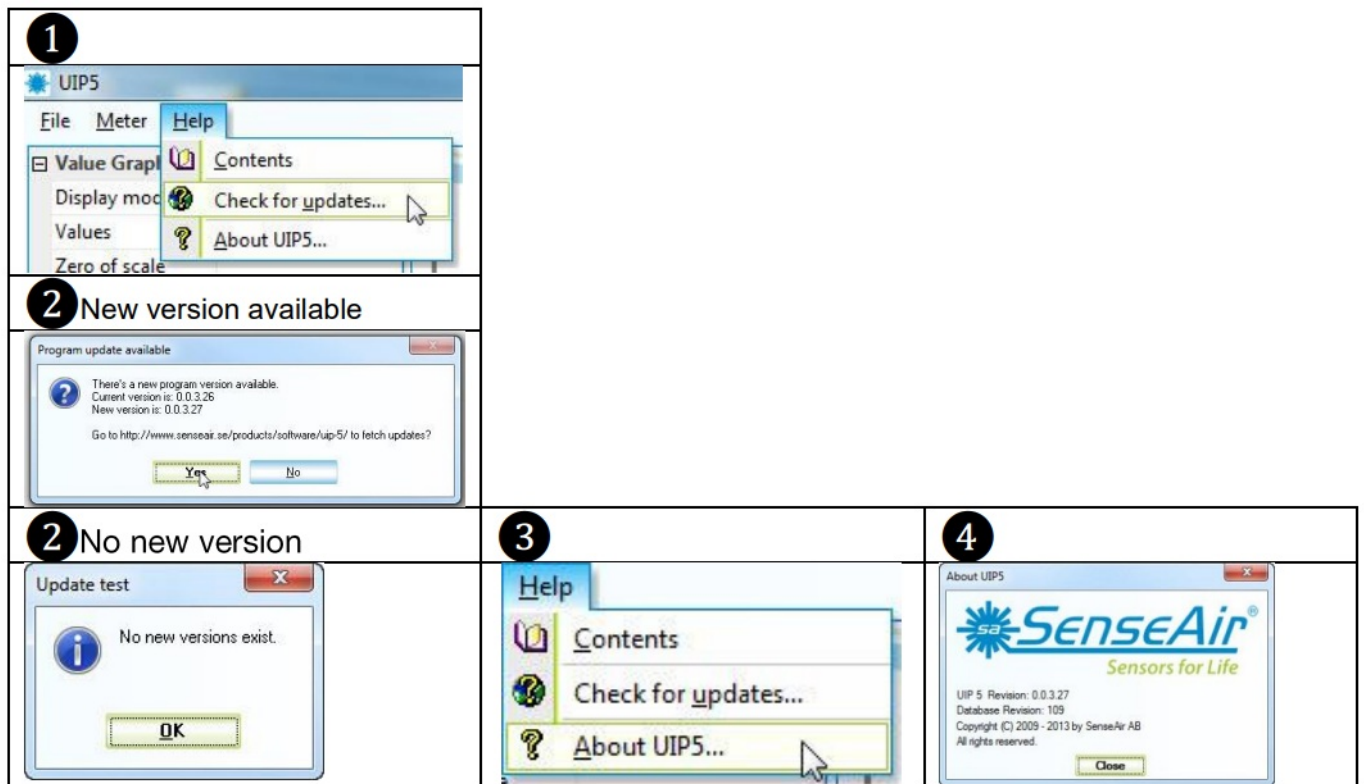 1
UIP5
File Meter Help
Value Grapl
Contents
Display moc
Check for updates...
Values
About UIP5...
Zero of scale
2 New version available
Program update available
There's a new program version available.
Current version is: 0.0.3.26
New version is: 0.0.3.27
Go to http://www.senseair.se/products/software/uip-5/ to fetch updates?
Yes No
2 No new version
Update test
No new versions exist.
OK
3
Help
Contents
Check for updates...
About UIP5...
4
About UIP5
sa SenseAir®
Sensors for Life
UIP 5 Revision: 0.0.3.27
Database Revision: 109
Copyright (C) 2009 - 2013 by SenseAir AB
All rights reserved.
Close